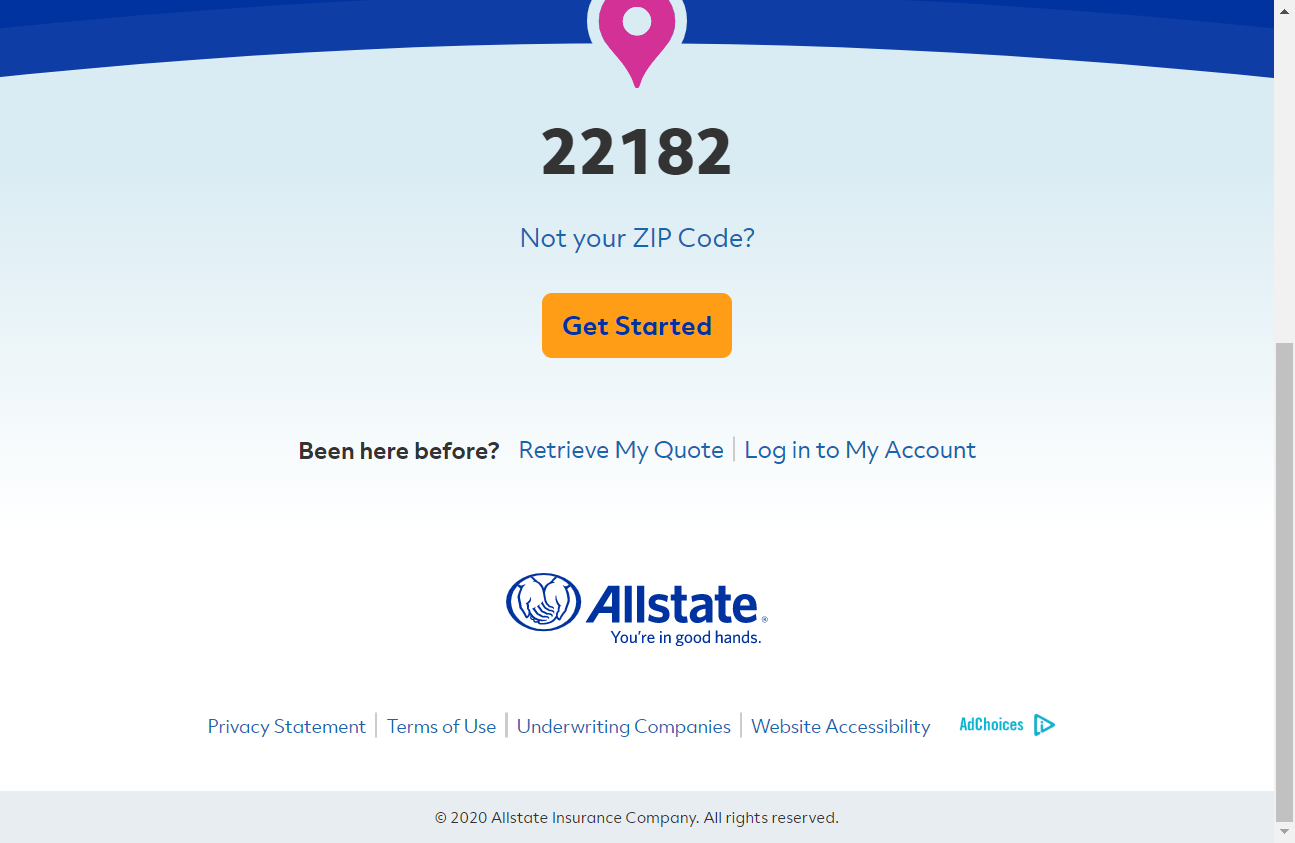 22182
Not your ZIP Code?
Get Started
Been here before? Retrieve My Quote Log in to My Account
Allstate®
You're in good hands.
Privacy Statement Terms of Use Underwriting Companies Website Accessibility AdChoices
© 2020 Allstate Insurance Company. All rights reserved.